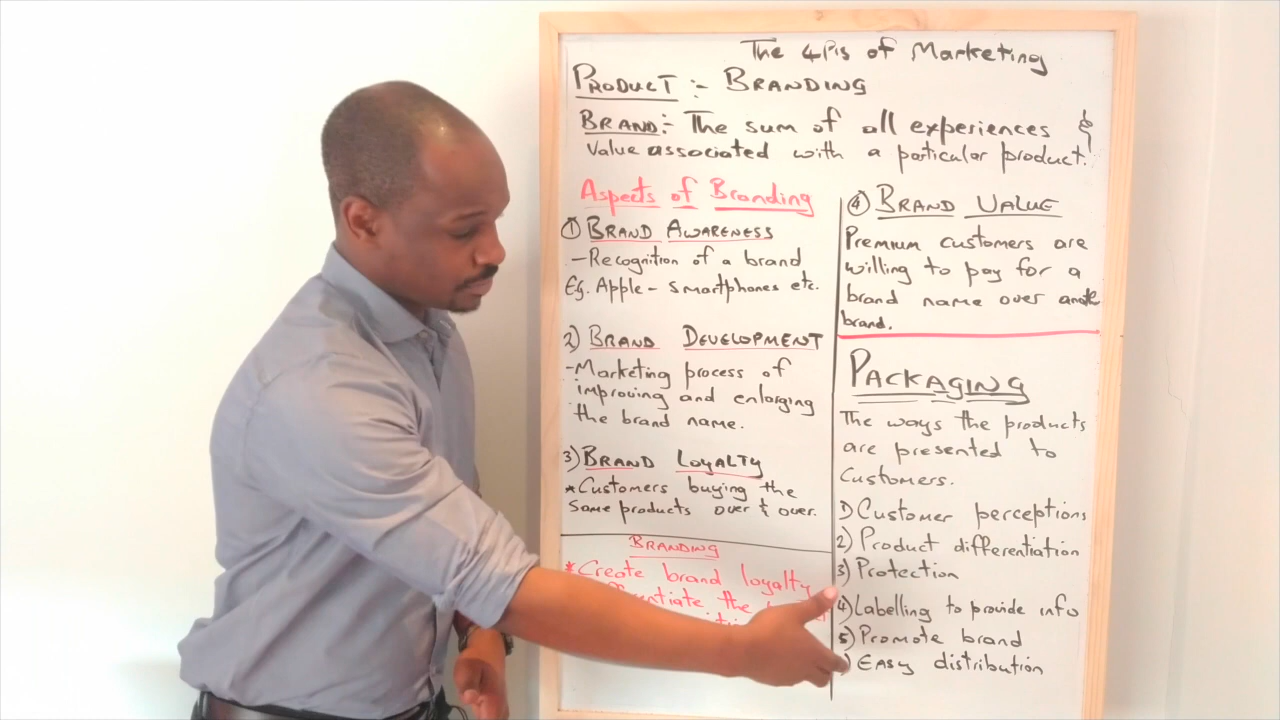 The 4P's of Marketing
PRODUCT :- BRANDING
BRAND:- The sum of all experiences &
Value associated with a particular product.
Aspects of Branding
① BRAND AWARENESS
- Recognition of a brand
E.g. Apple - Smartphones etc.
2) BRAND DEVELOPMENT
- Marketing process of
improving and enlarging
the brand name.
3) BRAND LOYALTY
* Customers buying the
same products over & over.
BRANDING
* Create brand loyalty
the
④ BRAND VALUE
Premium customers are
willing to pay for a
brand name over
brand.
PACKAGING
The ways the products
are presented to
Customers.
1) Customer perceptions
2) Product differentiation
3) Protection
4) Labelling to provide info
5) Promote brand
) Easy distribution